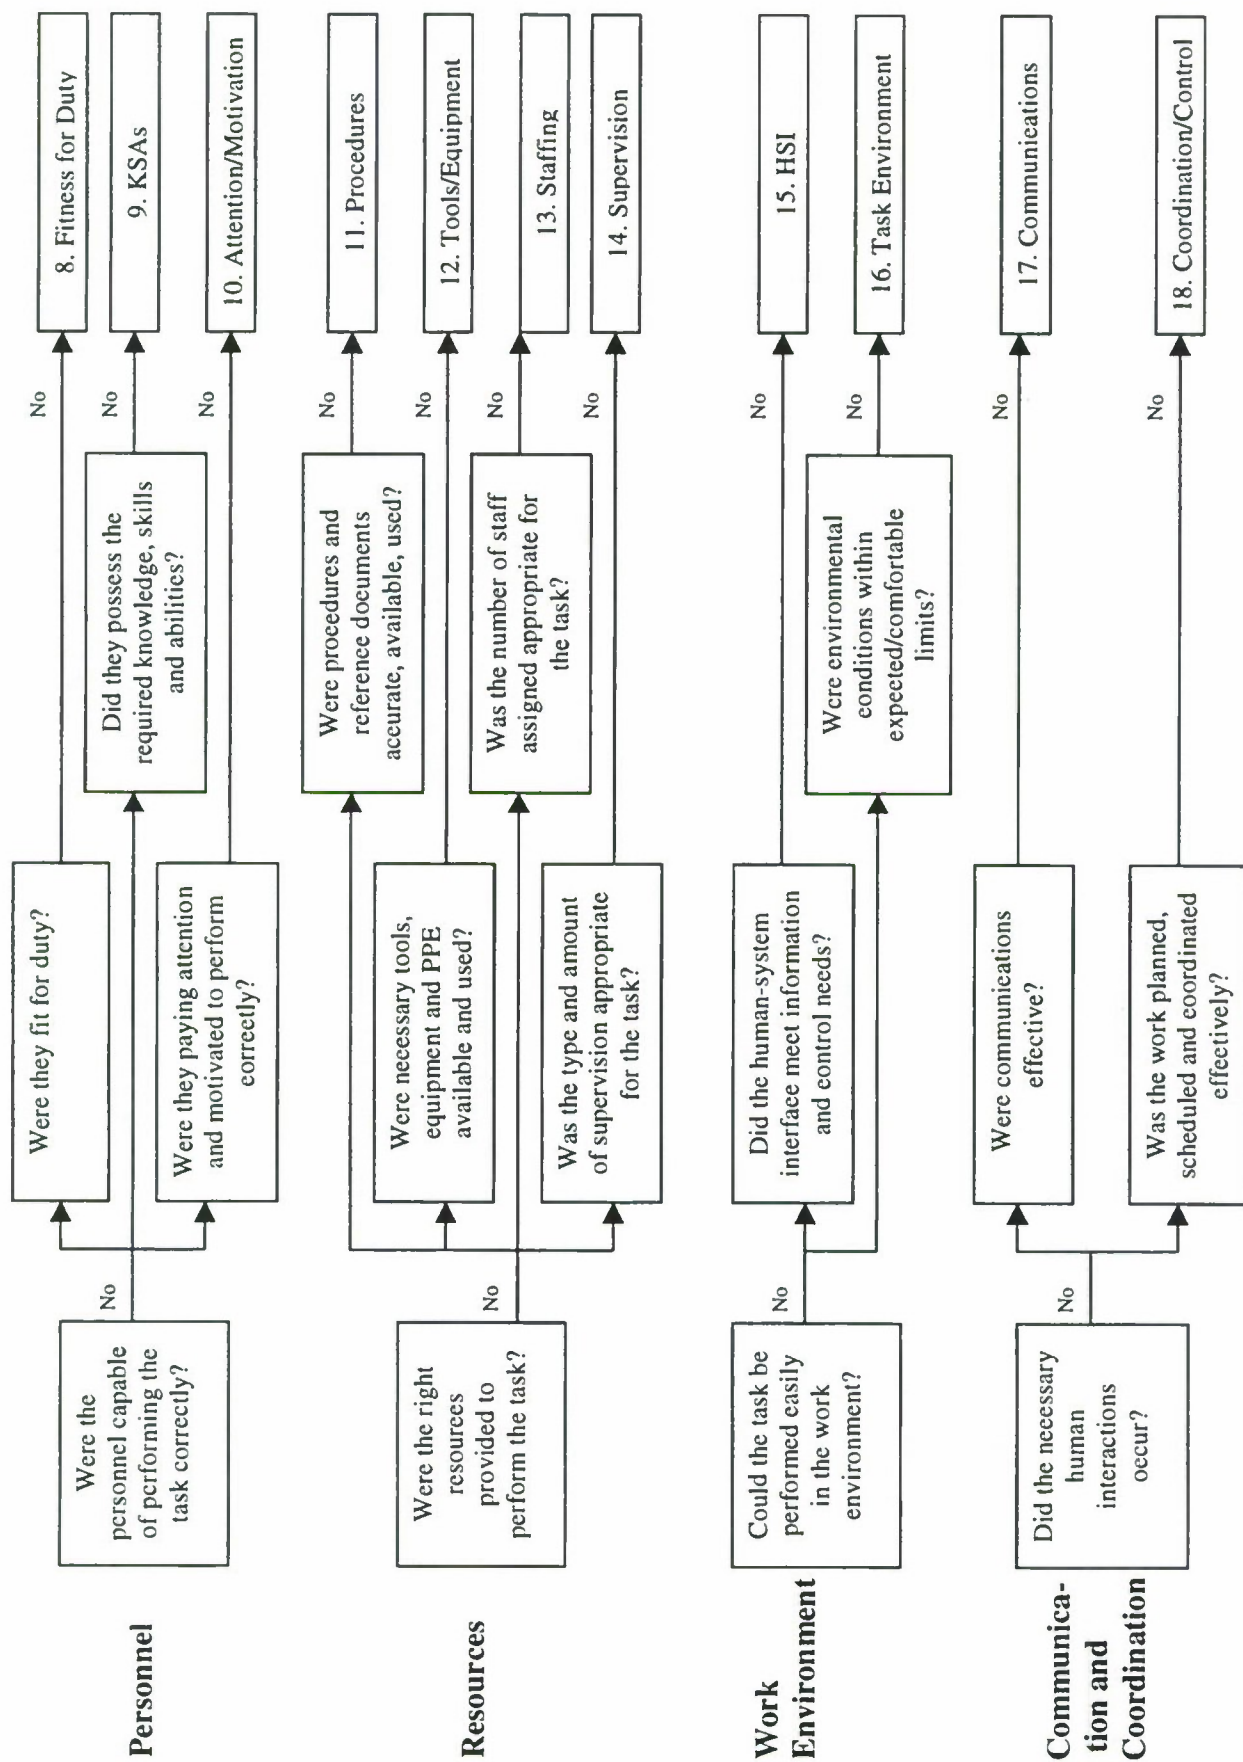 Personnel
Were the
personnel capable
of performing the
task correctly?
No
Were they fit for duty?
No
8. Fitness for Duty
Did they possess the
required knowledge, skills
and abilities?
No
9. KSAs
Were they paying attention
and motivated to perform
correctly?
No
10. Attention/Motivation
Resources
Were the right
resources
provided to
perform the task?
No
Were procedures and
reference documents
accurate, available, used?
No
11. Procedures
Were necessary tools,
equipment and PPE
available and used?
No
12. Tools/Equipment
Was the number of staff
assigned appropriate for
the task?
No
13. Staffing
Was the type and amount
of supervision appropriate
for the task?
14. Supervision
Work
Environment
Could the task be
performed easily
in the work
environment?
No
Did the human-system
interface meet information
and control needs?
No
15. HSI
Were environmental
conditions within
expected/comfortable
limits?
No
16. Task Environment
Communica-
tion and
Coordination
Did the necessary
human
interactions
occur?
No
Were communications
effective?
No
17. Communications
Was the work planned,
scheduled and coordinated
effectively?
No
18. Coordination/Control